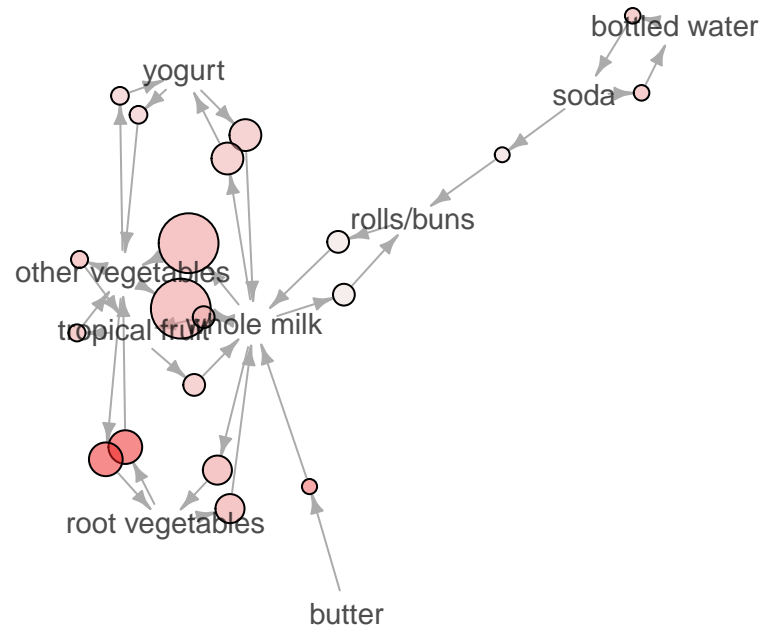 bottled water
yogurt
soda
rolls/buns
other vegetables
tropical fruit
whole milk
root vegetables
butter